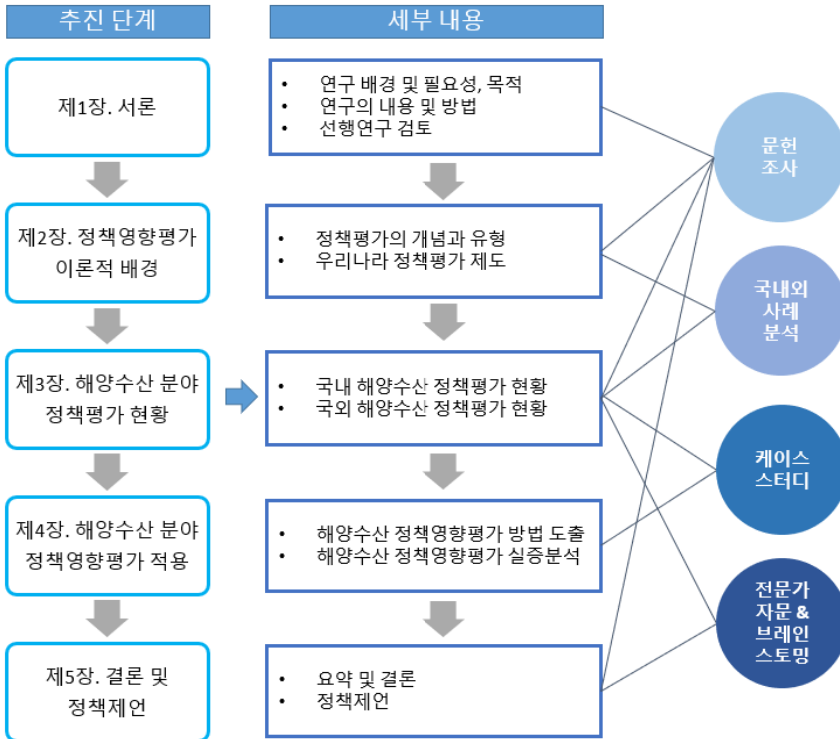 추진 단계
세부 내용
제1장. 서론
• 연구 배경 및 필요성, 목적
• 연구의 내용 및 방법
• 선행연구 검토
제2장. 정책영향평가
이론적 배경
• 정책평가의 개념과 유형
• 우리나라 정책평가 제도
제3장. 해양수산 분야
정책평가 현황
• 국내 해양수산 정책평가 현황
• 국외 해양수산 정책평가 현황
제4장. 해양수산 분야
정책영향평가 적용
• 해양수산 정책영향평가 방법 도출
• 해양수산 정책영향평가 실증분석
제5장. 결론 및
정책제언
• 요약 및 결론
• 정책제언
문헌
조사
국내외
사례
분석
케이스
스터디
전문가
자문 &
브레인
스토밍